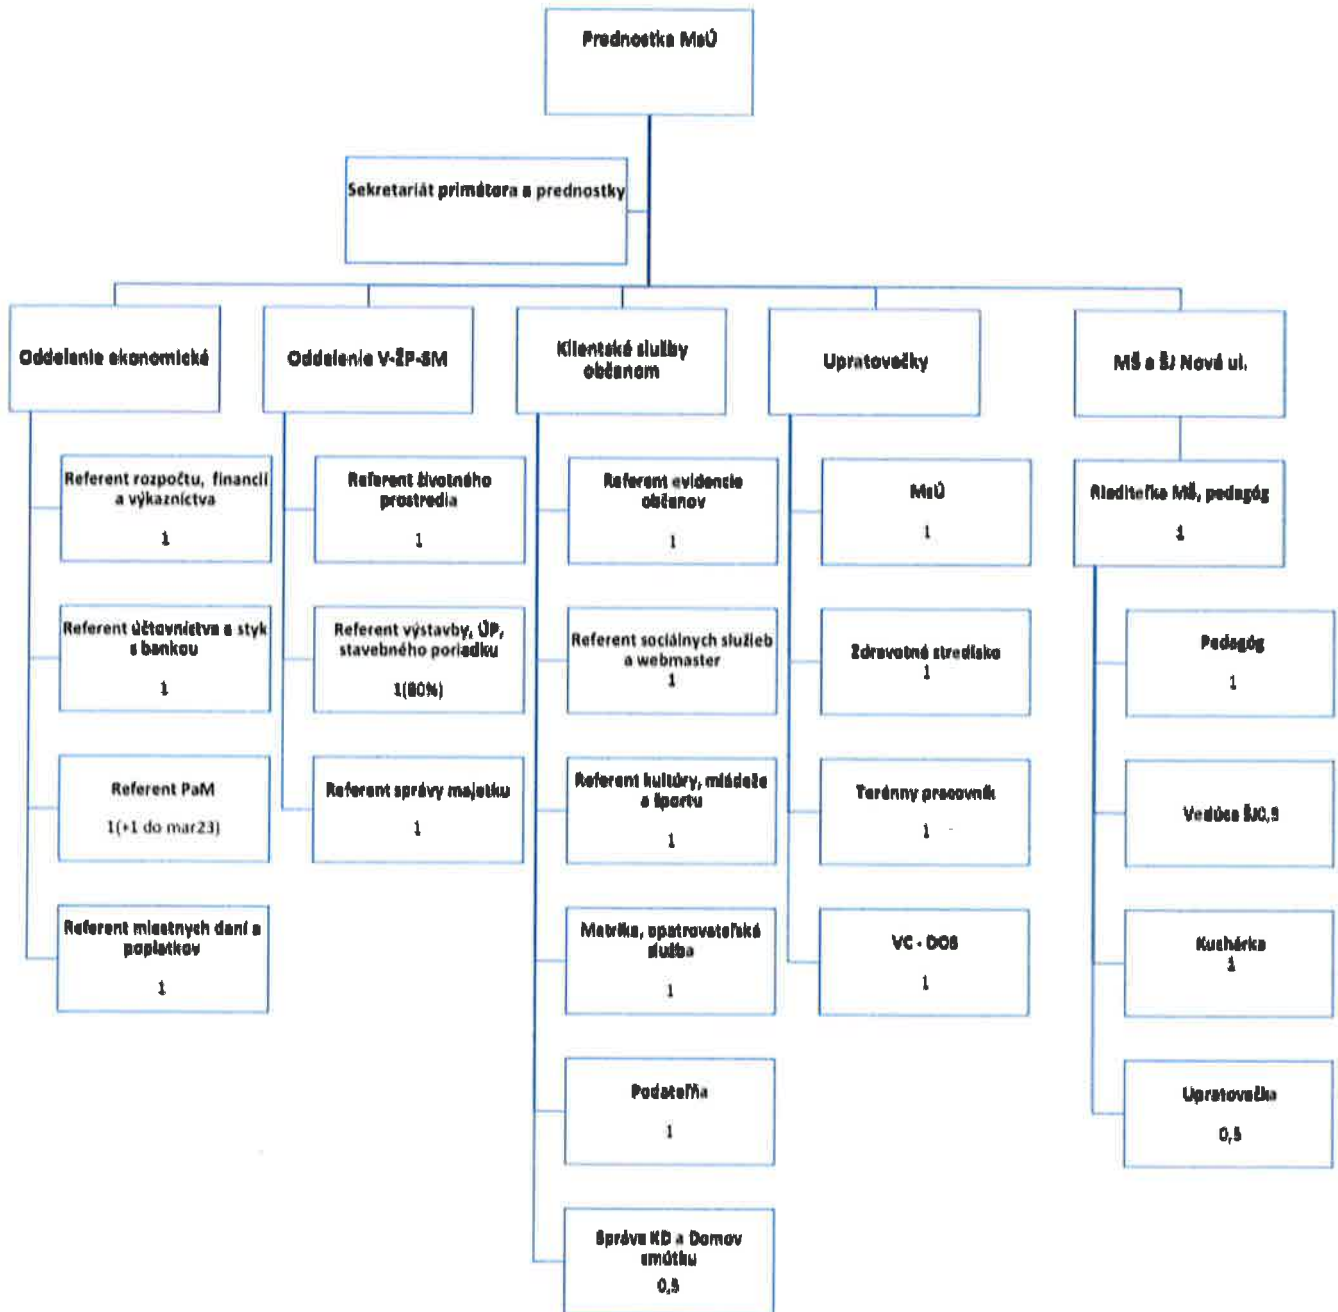 Prednostka MsÚ
Sekretariát primátora a prednostky
Oddelenie ekonomické
Oddelenie V-ŽP-SM
Klientské služby
občanom
Upratovačky
MŠ a ŠJ Nová ul.
Referent rozpočtu, financií
a výkazníctva
1
Referent účtovníctva a styk
s bankou
1
Referent PaM
1(+1 do mar23)
Referent miestnych daní a
poplatkov
1
Referent životného
prostredia
1
Referent výstavby, ÚP,
stavebného poriadku
1(80%)
Referent správy majetku
1
Referent evidencie
občanov
1
Referent sociálnych služieb
a webmaster
1
Referent kultúry, mládeže
a športu
1
Matrika, opatrovateľská
služba
1
Podateľňa
1
Správa KD a Domov
smútku
0,5
MsÚ
1
Zdravotné stredisko
1
Terénny pracovník
1
VC - DOS
1
Riaditeľka MŠ, pedagóg
1
Pedagóg
1
Vedúca ŠJ0,5
Kuchárka
1
Upratovačka
0,5